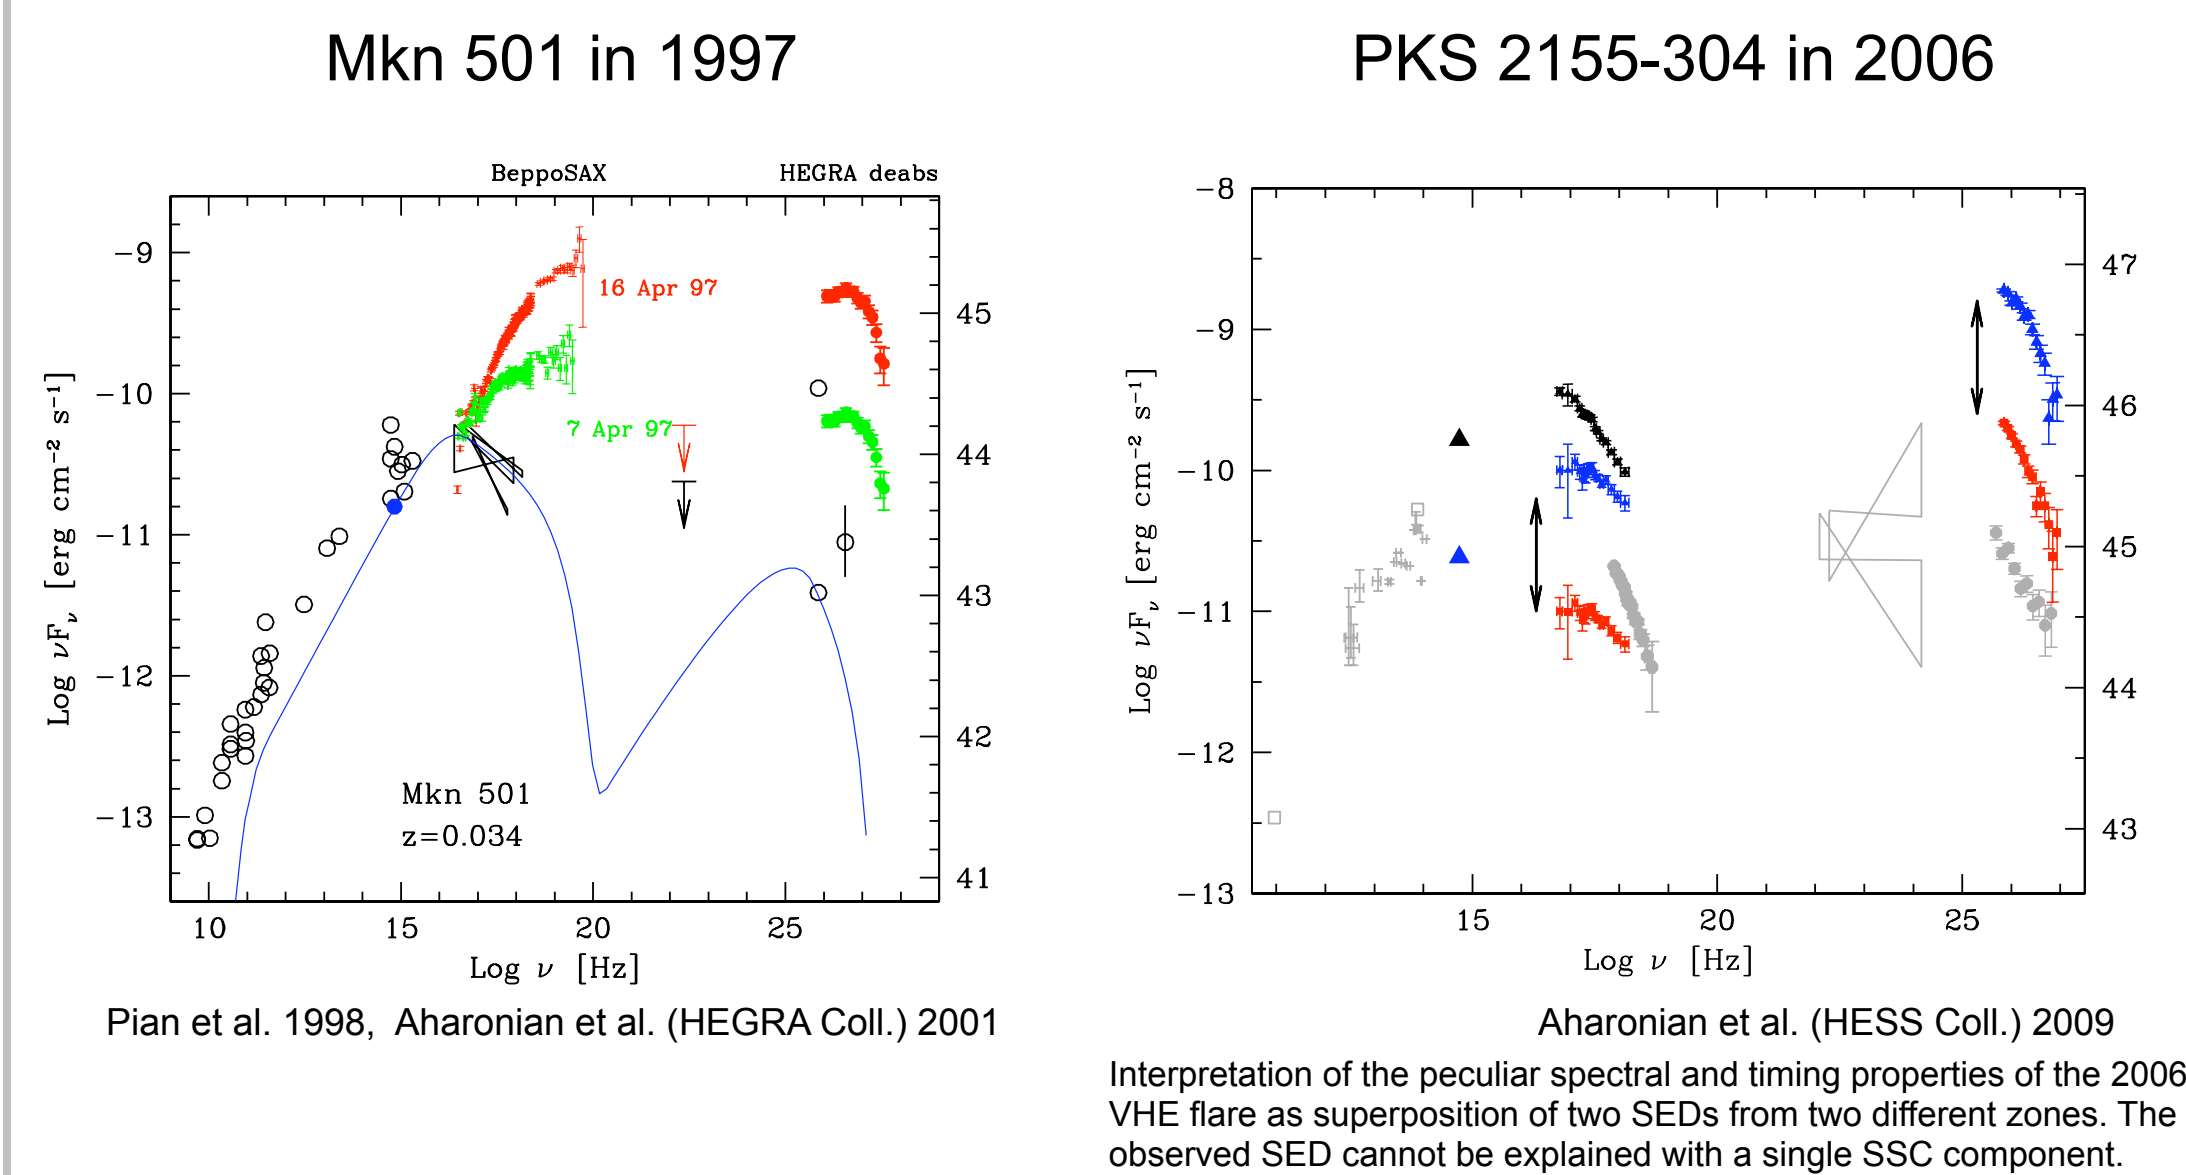 Mkn 501 in 1997
BeppoSAX
HEGRA deabs
−9
−10
−11
−12
−13
Log νFν [erg cm⁻² s⁻¹]
16 Apr 97
7 Apr 97
Mkn 501
z=0.034
45
44
43
42
41
10
15
20
25
Log ν [Hz]
Pian et al. 1998, Aharonian et al. (HEGRA Coll.) 2001
PKS 2155-304 in 2006
−8
−9
−10
−11
−12
−13
Log νFν [erg cm⁻² s⁻¹]
47
46
45
44
43
15
20
25
Log ν [Hz]
Aharonian et al. (HESS Coll.) 2009
Interpretation of the peculiar spectral and timing properties of the 2006
VHE flare as superposition of two SEDs from two different zones. The
observed SED cannot be explained with a single SSC component.